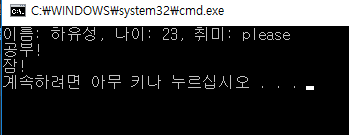 C:₩WINDOWS₩system32₩cmd.exe
이름: 하유성, 나이: 23, 취미: please
공부!
잠!
계속하려면 아무 키나 누르십시오 . . .